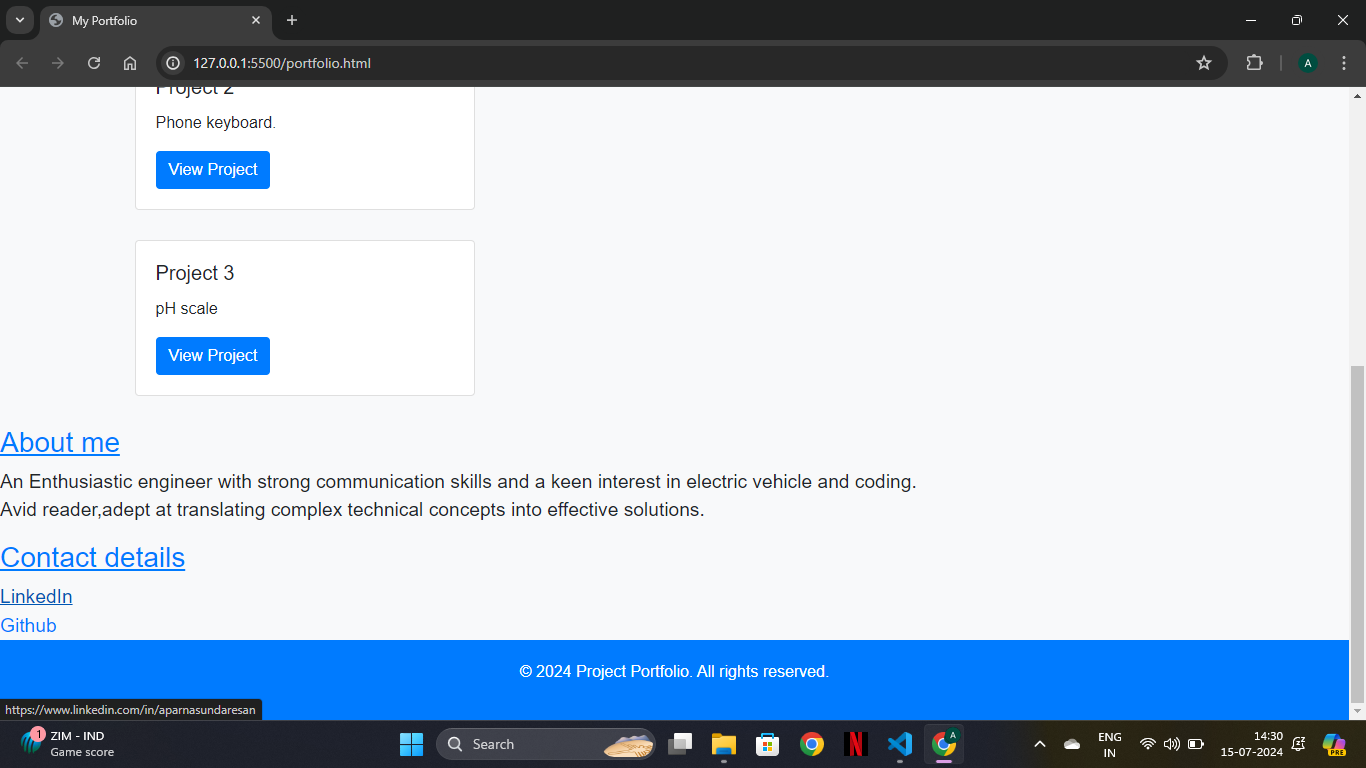 My Portfolio
127.0.0.1:5500/portfolio.html
A
Project 2
Phone keyboard.
View Project
Project 3
pH scale
View Project
About me
An Enthusiastic engineer with strong communication skills and a keen interest in electric vehicle and coding.
Avid reader,adept at translating complex technical concepts into effective solutions.
Contact details
LinkedIn
Github
© 2024 Project Portfolio. All rights reserved.
https://www.linkedin.com/in/aparnasundaresan
1
ZIM - IND
Game score
Search
N
A
ENG
IN
14:30
15-07-2024
PRE